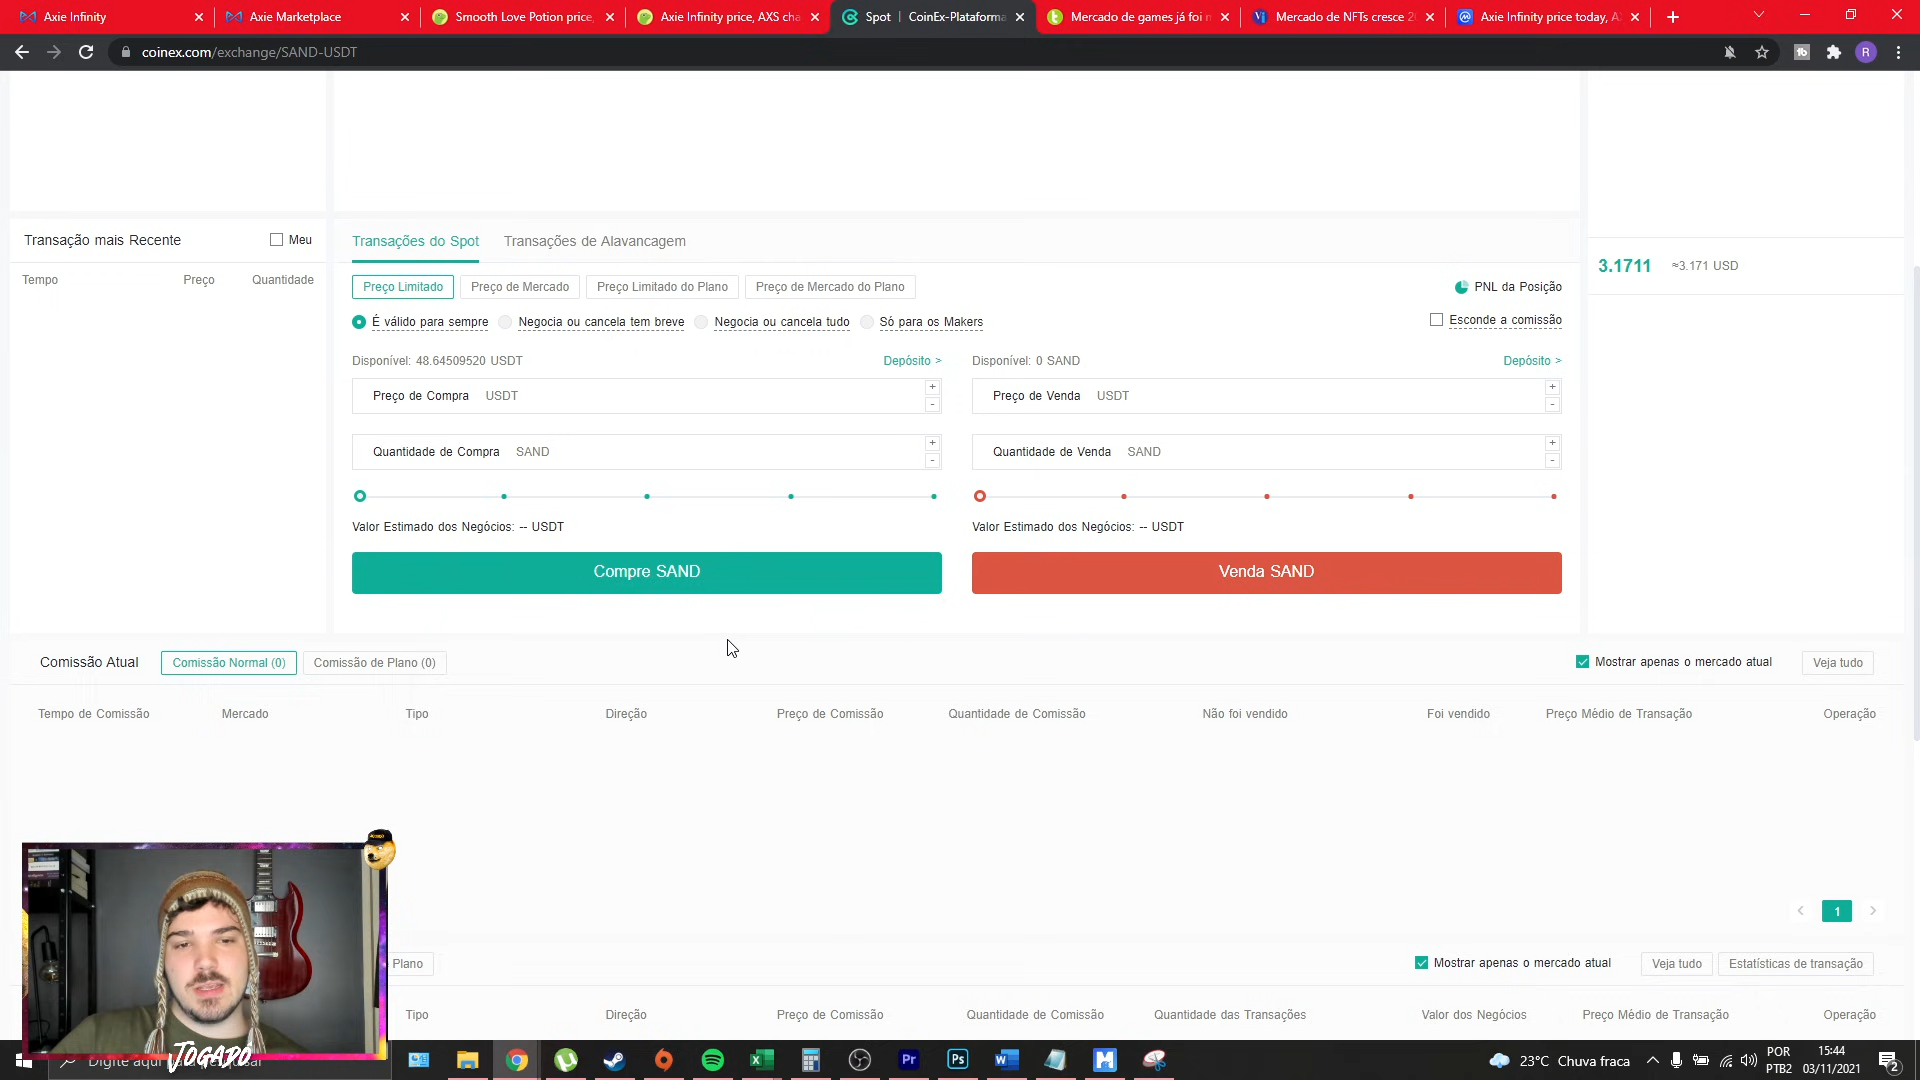 Axie Infinity
Axie Marketplace
Smooth Love Potion price,
Axie Infinity price, AXS cha
Spot | CoinEx-Plataforma
Mercado de games já foi
Mercado de NFTs cresce
Axie Infinity price today, A
coinex.com/exchange/SAND-USDT
R
Transação mais Recente
Meu
Tempo
Preço
Quantidade
Transações do Spot
Transações de Alavancagem
Preço Limitado
Preço de Mercado
Preço Limitado do Plano
Preço de Mercado do Plano
PNL da Posição
É válido para sempre
Negocia ou cancela tem breve
Negocia ou cancela tudo
Só para os Makers
Esconde a comissão
Disponível: 48.64509520 USDT
Depósito >
Disponível: 0 SAND
Depósito >
Preço de Compra USDT
Preço de Venda USDT
Quantidade de Compra SAND
Quantidade de Venda SAND
Valor Estimado dos Negócios: -- USDT
Valor Estimado dos Negócios: -- USDT
Compre SAND
Venda SAND
3.1711 ≈3.171 USD
Comissão Atual
Comissão Normal (0)
Comissão de Plano (0)
Mostrar apenas o mercado atual
Veja tudo
Tempo de Comissão
Mercado
Tipo
Direção
Preço de Comissão
Quantidade de Comissão
Não foi vendido
Foi vendido
Preço Médio de Transação
Operação
1
Plano
Mostrar apenas o mercado atual
Veja tudo
Estatísticas de transação
Tipo
Direção
Preço de Comissão
Quantidade de Comissão
Quantidade das Transações
Valor dos Negócios
Preço Médio de Transação
Operação
JOGADO
Digite aqui
Pr
Ps
23°C Chuva fraca
POR
PTB2
15:44
03/11/2021
2